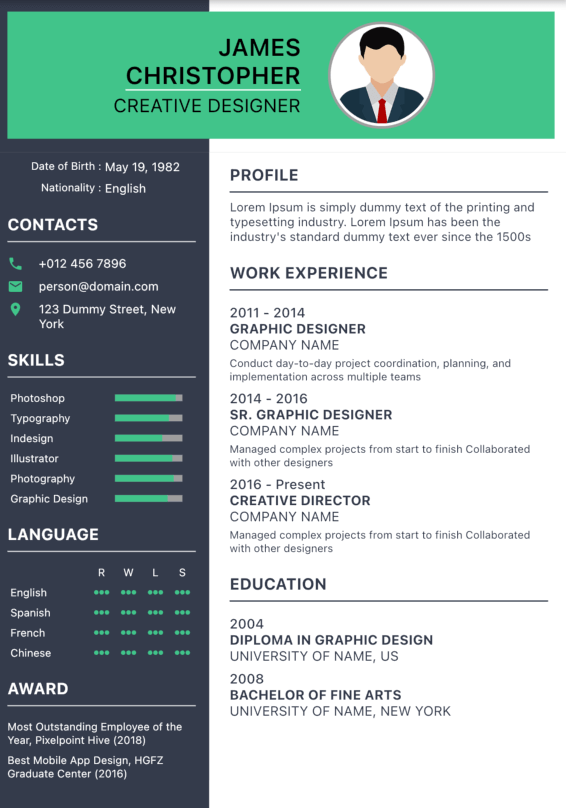 JAMES
CHRISTOPHER
CREATIVE DESIGNER
Date of Birth : May 19, 1982
Nationality : English
CONTACTS
+012 456 7896
person@domain.com
123 Dummy Street, New
York
SKILLS
Photoshop
Typography
Indesign
Illustrator
Photography
Graphic Design
LANGUAGE
R W L S
English
Spanish
French
Chinese
AWARD
Most Outstanding Employee of the
Year, Pixelpoint Hive (2018)
Best Mobile App Design, HGFZ
Graduate Center (2016)
PROFILE
Lorem Ipsum is simply dummy text of the printing and
typesetting industry. Lorem Ipsum has been the
industry's standard dummy text ever since the 1500s
WORK EXPERIENCE
2011 - 2014
GRAPHIC DESIGNER
COMPANY NAME
Conduct day-to-day project coordination, planning, and
implementation across multiple teams
2014 - 2016
SR. GRAPHIC DESIGNER
COMPANY NAME
Managed complex projects from start to finish Collaborated
with other designers
2016 - Present
CREATIVE DIRECTOR
COMPANY NAME
Managed complex projects from start to finish Collaborated
with other designers
EDUCATION
2004
DIPLOMA IN GRAPHIC DESIGN
UNIVERSITY OF NAME, US
2008
BACHELOR OF FINE ARTS
UNIVERSITY OF NAME, NEW YORK